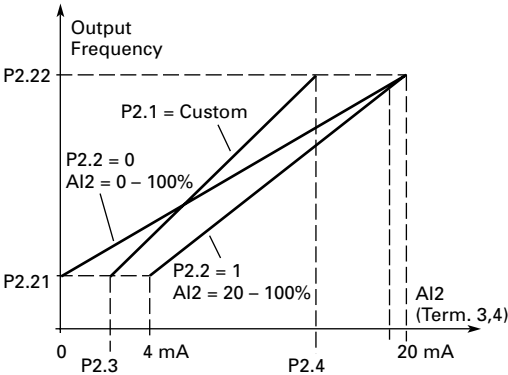 Output
Frequency
P2.22
P2.1 = Custom
P2.2 = 0
AI2 = 0 – 100%
P2.21
P2.2 = 1
AI2 = 20 – 100%
AI2
(Term. 3,4)
0
P2.3
4 mA
P2.4
20 mA